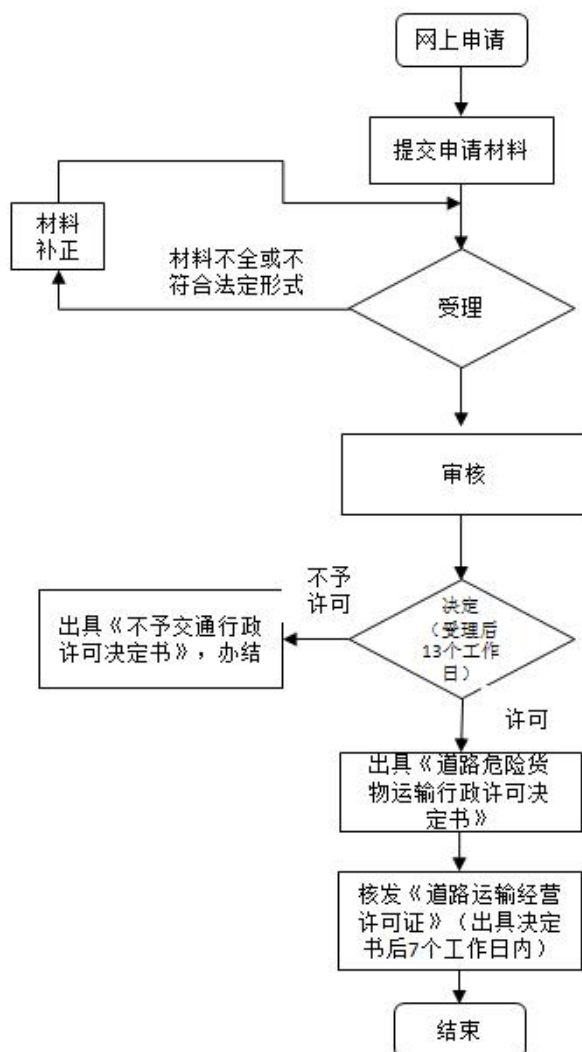 网上申请
提交申请材料
材料
补正
材料不全或不
符合法定形式
受理
审核
不予
许可
决定
（受理后
13个工作
日）
出具《不予交通行政
许可决定书》，办结
许可
出具《道路危险货
物运输行政许可决
定书》
核发《道路运输经营
许可证》（出具决定
书后7个工作日内）
结束